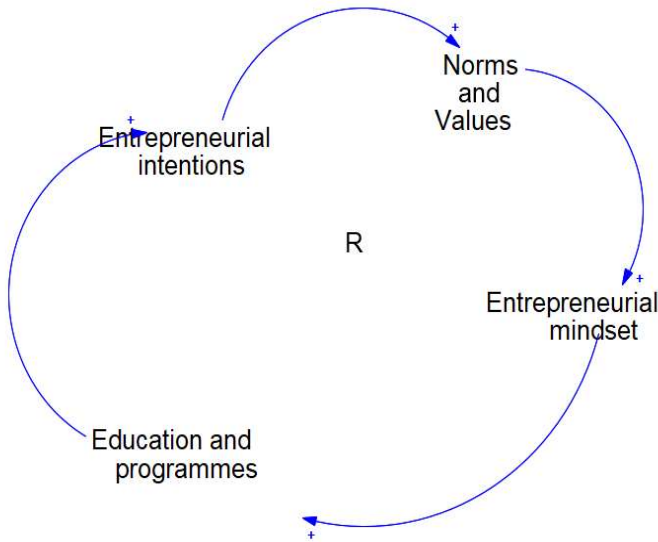 +
Norms
and
Values
+
Entrepreneurial
intentions
R
+
Entrepreneurial
mindset
Education and
programmes
+